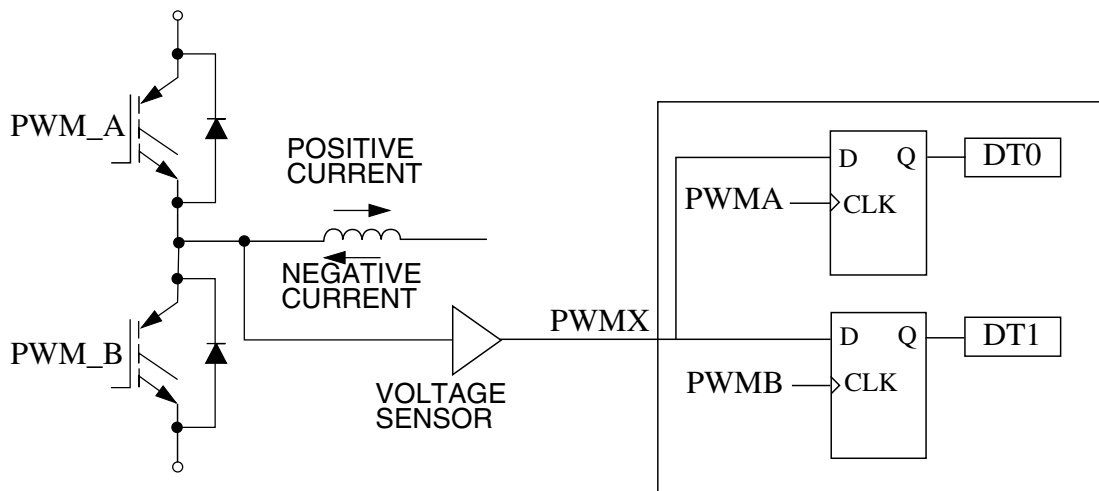 PWM_A
POSITIVE
CURRENT
NEGATIVE
CURRENT
PWM_B
VOLTAGE
SENSOR
PWMX
D
Q
CLK
PWMA
DT0
D
Q
CLK
PWMB
DT1